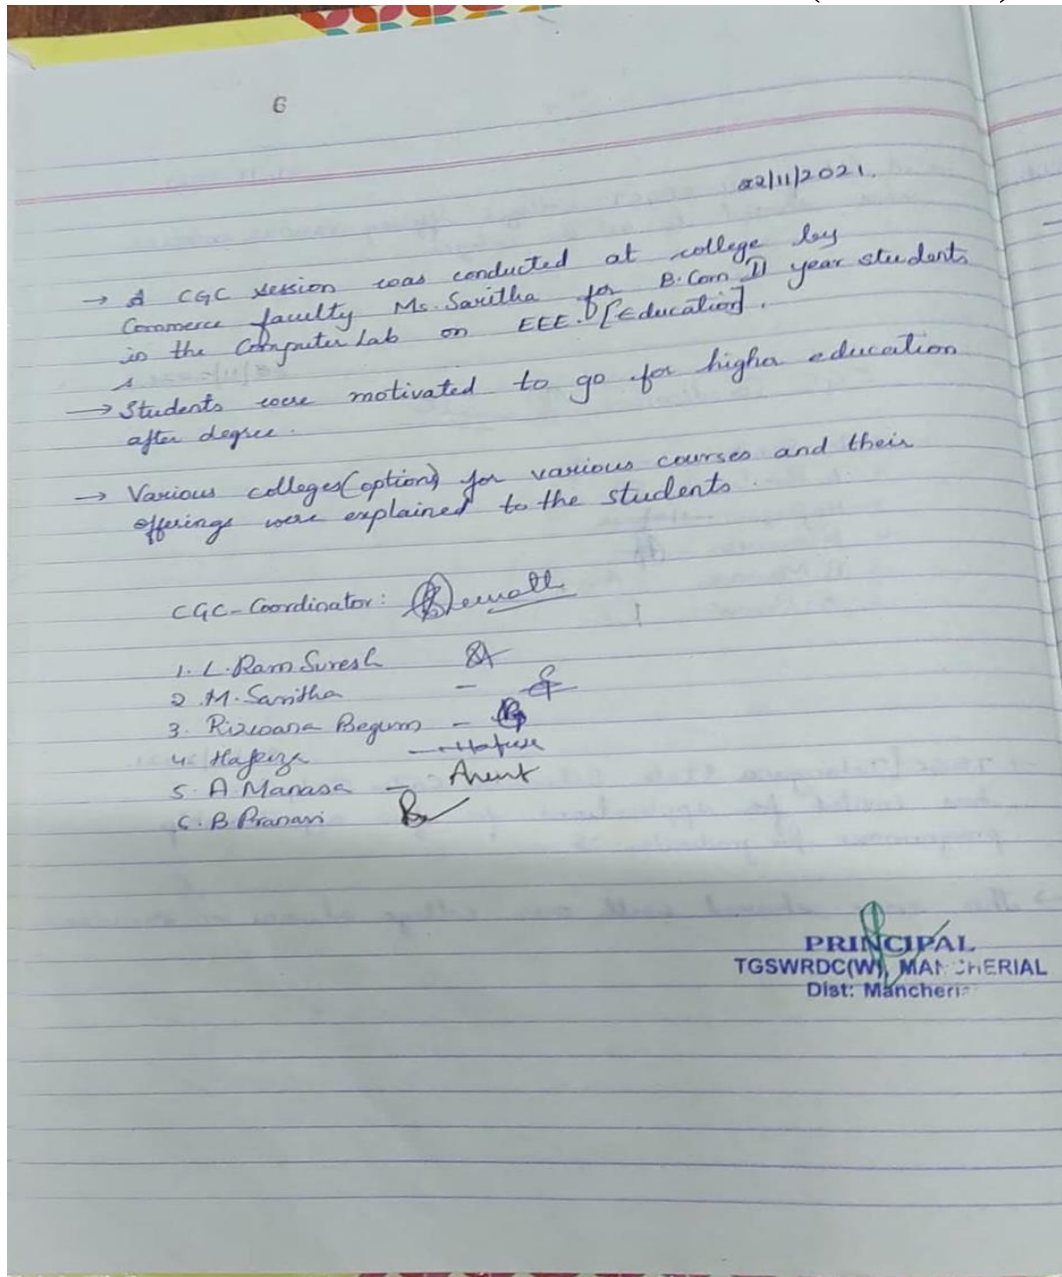 6
22/11/2021.
→ A CGC session was conducted at college by
Commerce faculty Ms. Saritha for B.Com II year students
in the Computer Lab on EEE. [Education].
→ Students were motivated to go for higher education
after degree.
→ Various colleges(option) for various courses and their
offerings were explained to the students.
CGC-Coordinator:
1. L. Ram Suresh
2. M. Saritha -
3. Rizwana Begum -
4. Hafeeza -
5. A Manasa -
6. B Pranavi
PRINCIPAL
TGSWRDC(W), MANCHERIAL
Dist: Mancherial